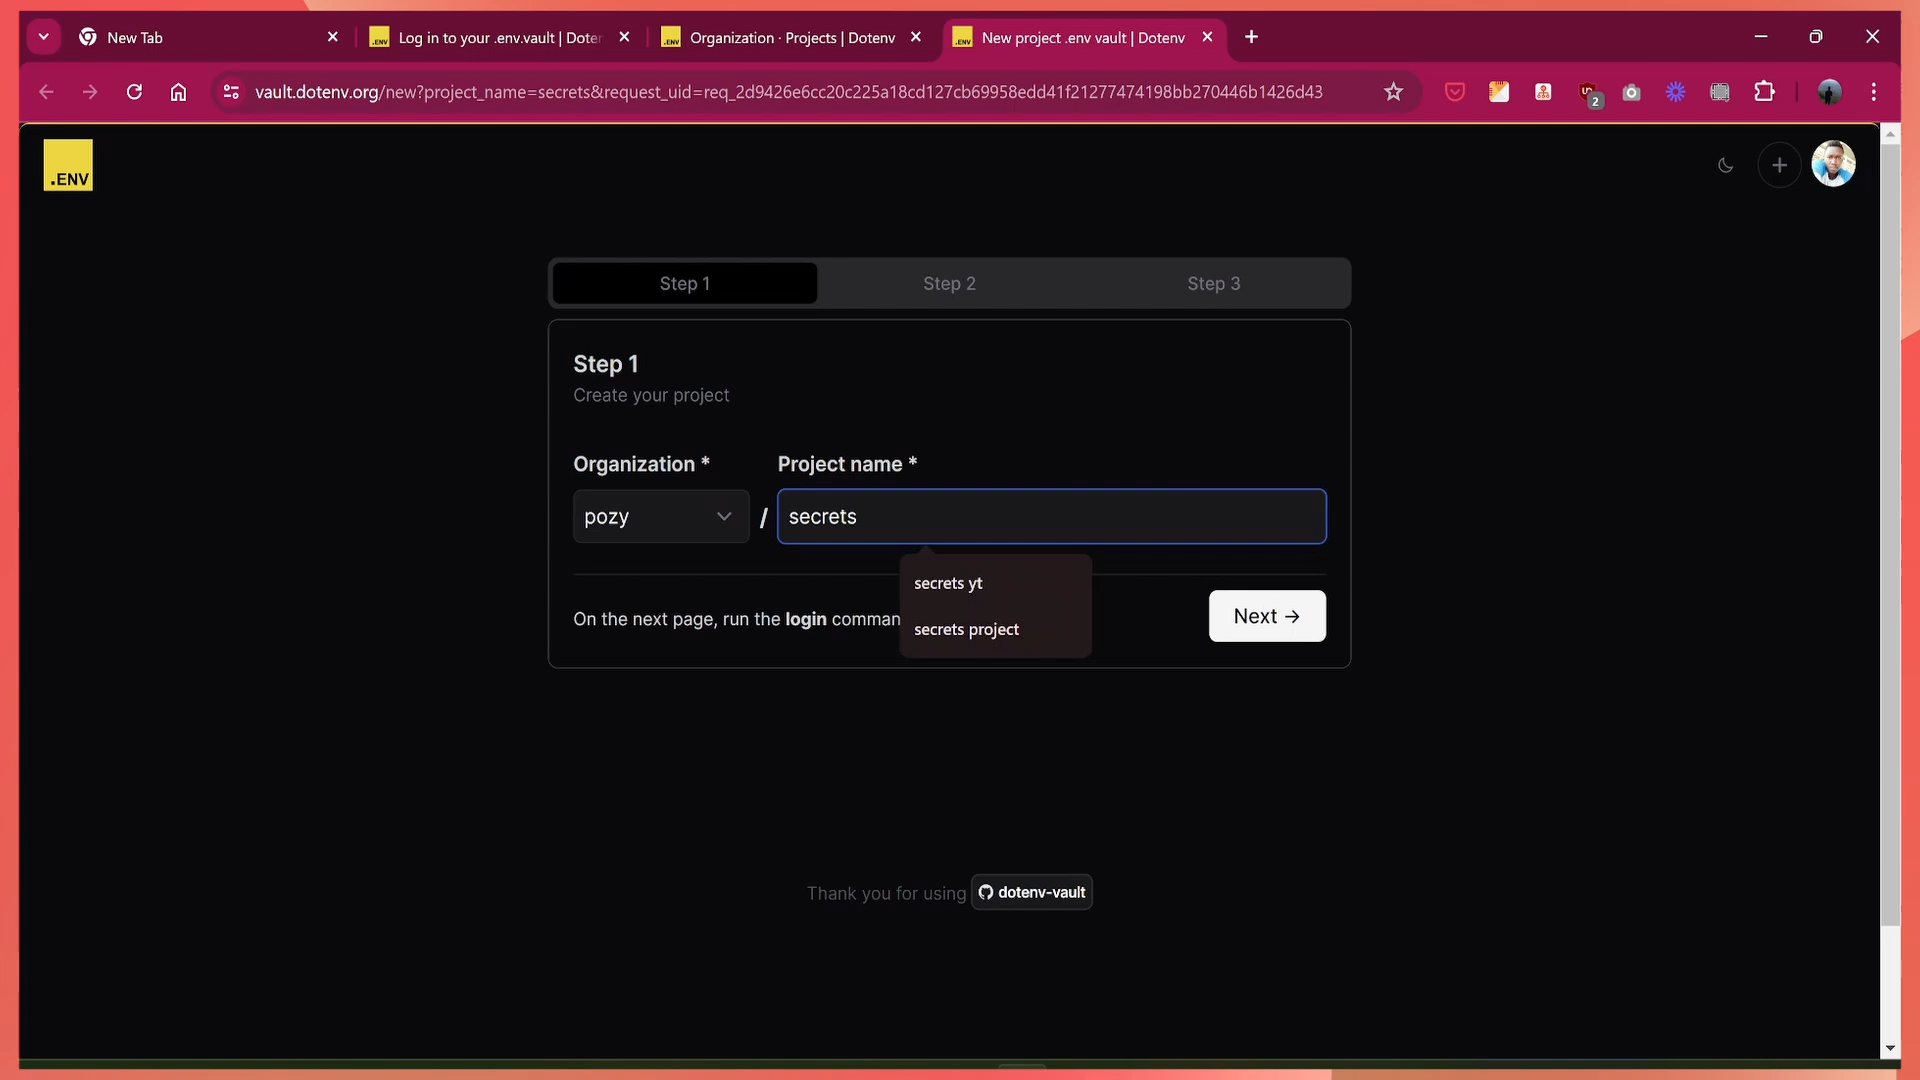 New Tab
Log in to your .env.vault | Doten
Organization · Projects | Dotenv
New project .env vault | Dotenv
vault.dotenv.org/new?project_name=secrets&request_uid=req_2d9426e6cc20c225a18cd127cb69958edd41f21277474198bb270446b1426d43
2
.ENV
Step 1
Step 2
Step 3
Step 1
Create your project
Organization *
Project name *
pozy
/
secrets
secrets yt
On the next page, run the login comman
secrets project
Next →
Thank you for using dotenv-vault